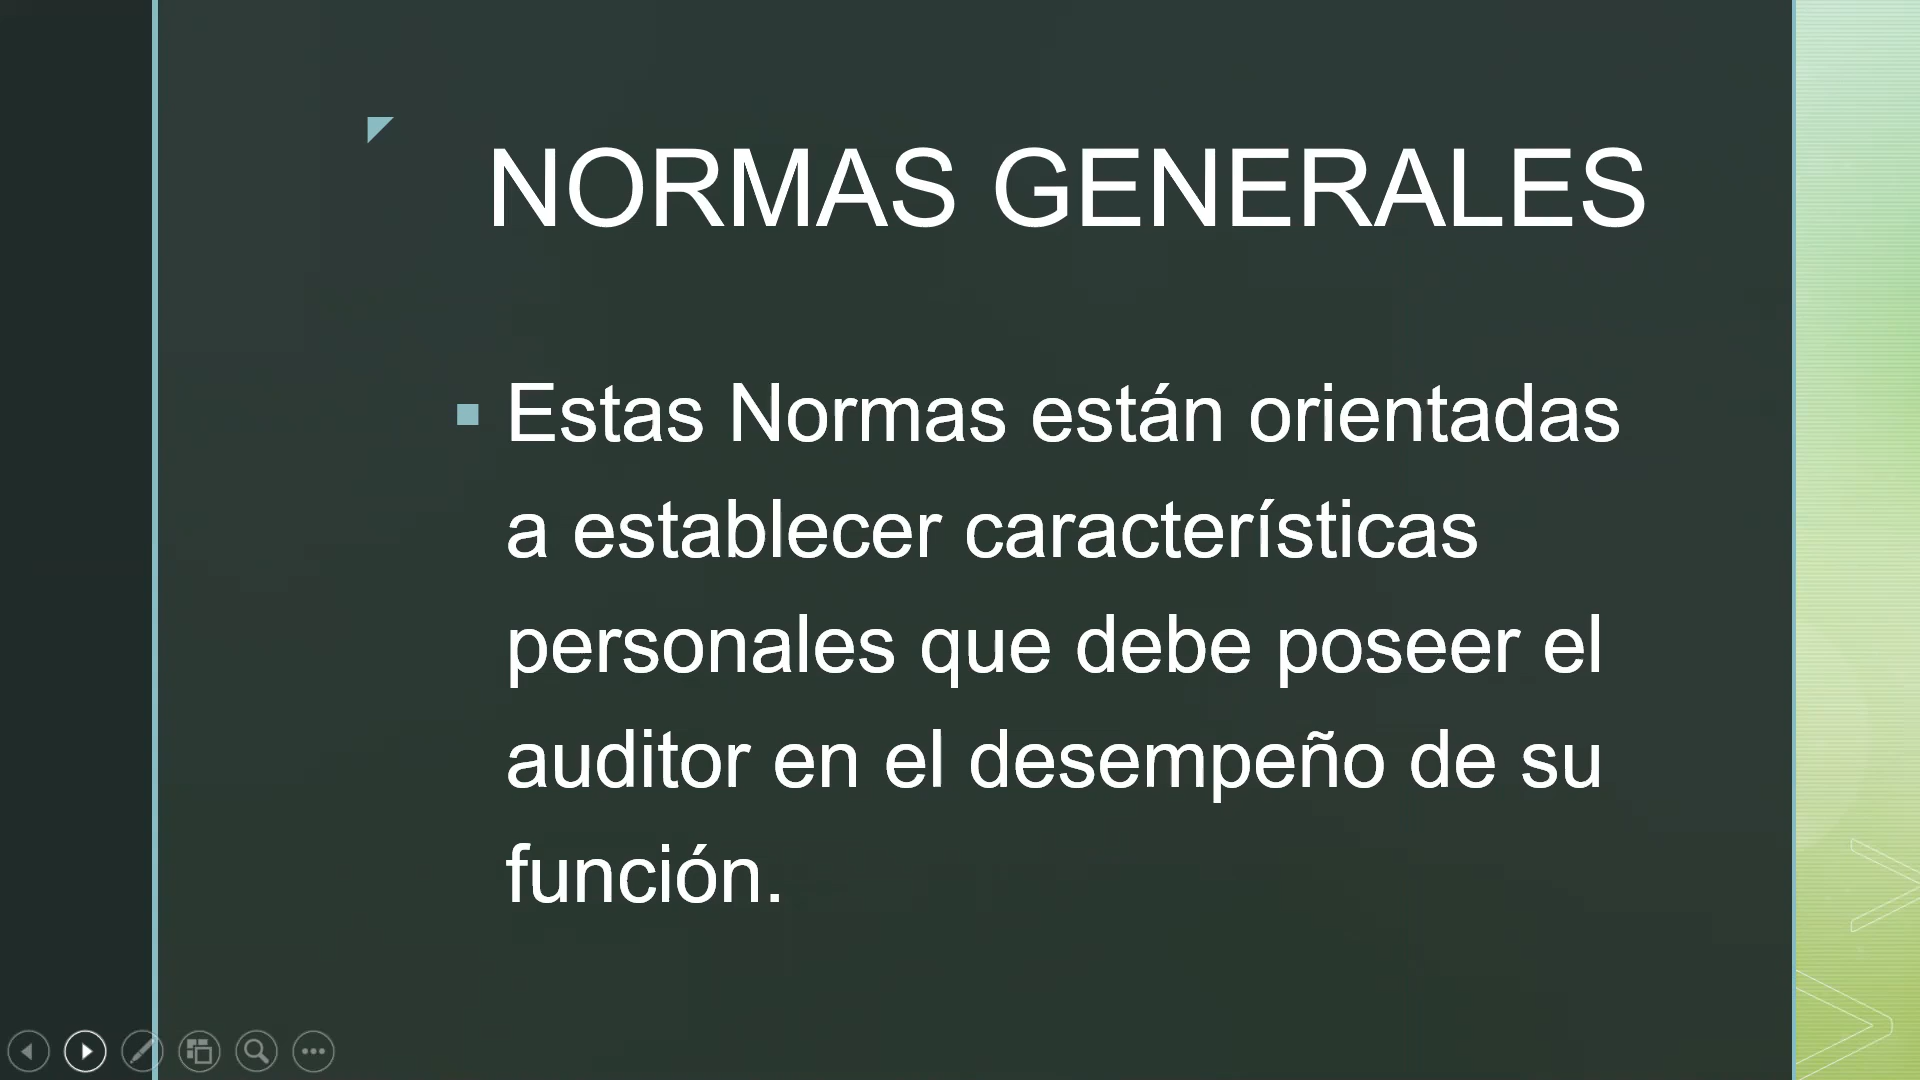 NORMAS GENERALES
Estas Normas están orientadas
a establecer características
personales que debe poseer el
auditor en el desempeño de su
función.